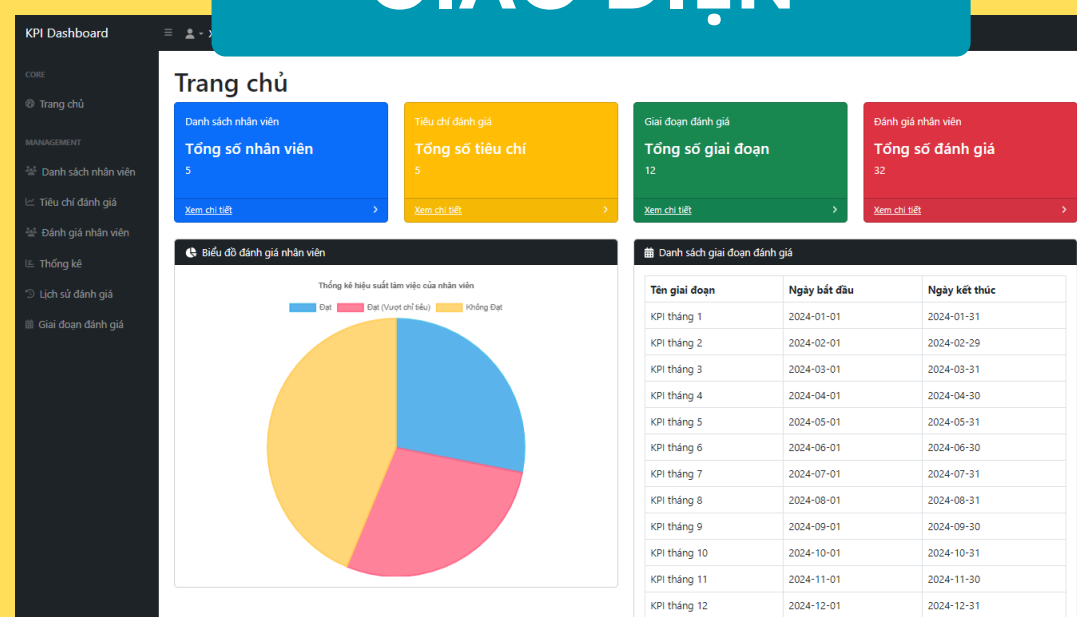 GIAO DIỆN
KPI Dashboard
CORE
Trang chủ
MANAGEMENT
Danh sách nhân viên
Tiêu chí đánh giá
Đánh giá nhân viên
Thống kê
Lịch sử đánh giá
Giai đoạn đánh giá
Trang chủ
Danh sách nhân viên
Tổng số nhân viên
5
Xem chi tiết
Tiêu chí đánh giá
Tổng số tiêu chí
5
Xem chi tiết
Giai đoạn đánh giá
Tổng số giai đoạn
12
Xem chi tiết
Đánh giá nhân viên
Tổng số đánh giá
32
Xem chi tiết
Biểu đồ đánh giá nhân viên
Thống kê hiệu suất làm việc của nhân viên
Đạt Đạt (Vượt chỉ tiêu) Không Đạt
Danh sách giai đoạn đánh giá
Tên giai đoạn Ngày bắt đầu Ngày kết thúc
KPI tháng 1 2024-01-01 2024-01-31
KPI tháng 2 2024-02-01 2024-02-29
KPI tháng 3 2024-03-01 2024-03-31
KPI tháng 4 2024-04-01 2024-04-30
KPI tháng 5 2024-05-01 2024-05-31
KPI tháng 6 2024-06-01 2024-06-30
KPI tháng 7 2024-07-01 2024-07-31
KPI tháng 8 2024-08-01 2024-08-31
KPI tháng 9 2024-09-01 2024-09-30
KPI tháng 10 2024-10-01 2024-10-31
KPI tháng 11 2024-11-01 2024-11-30
KPI tháng 12 2024-12-01 2024-12-31